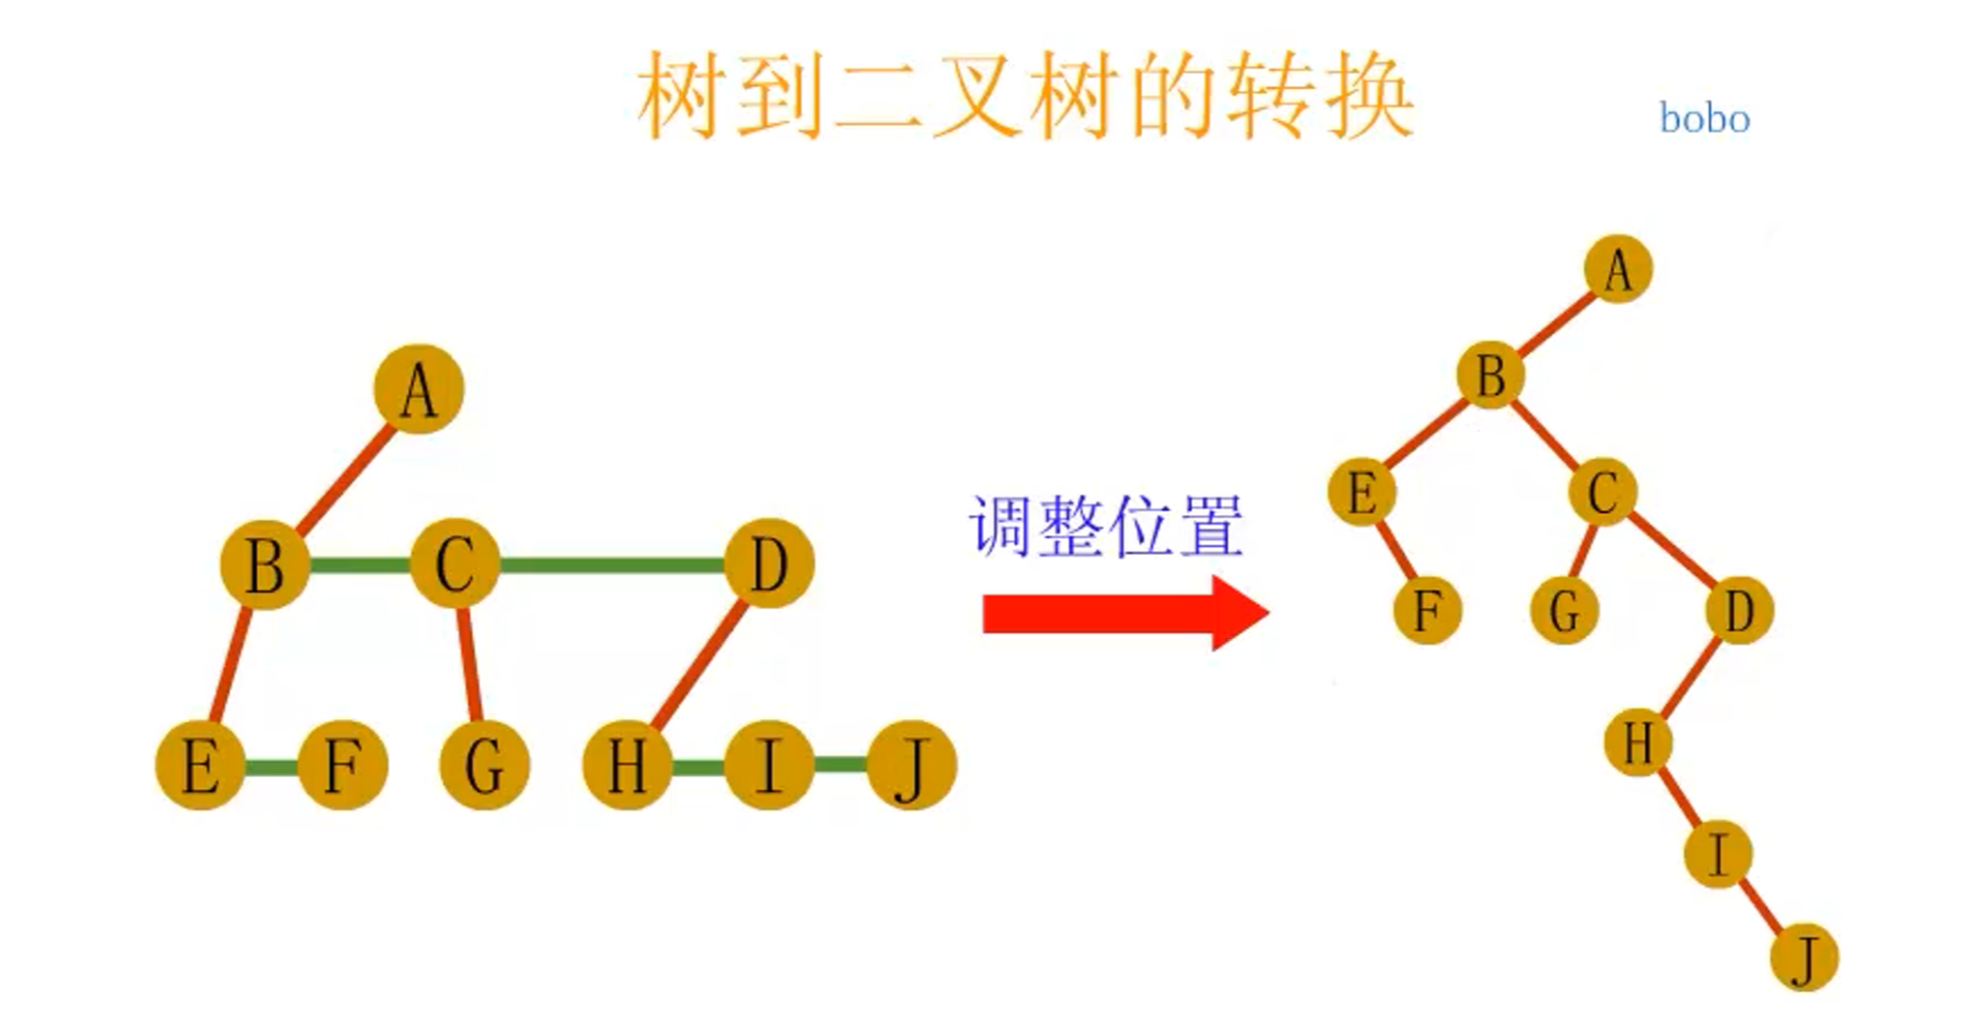 树到二叉树的转换
bobo
A
B C D
E F G H I J
调整位置
A
B
E C
F G D
H
I
J